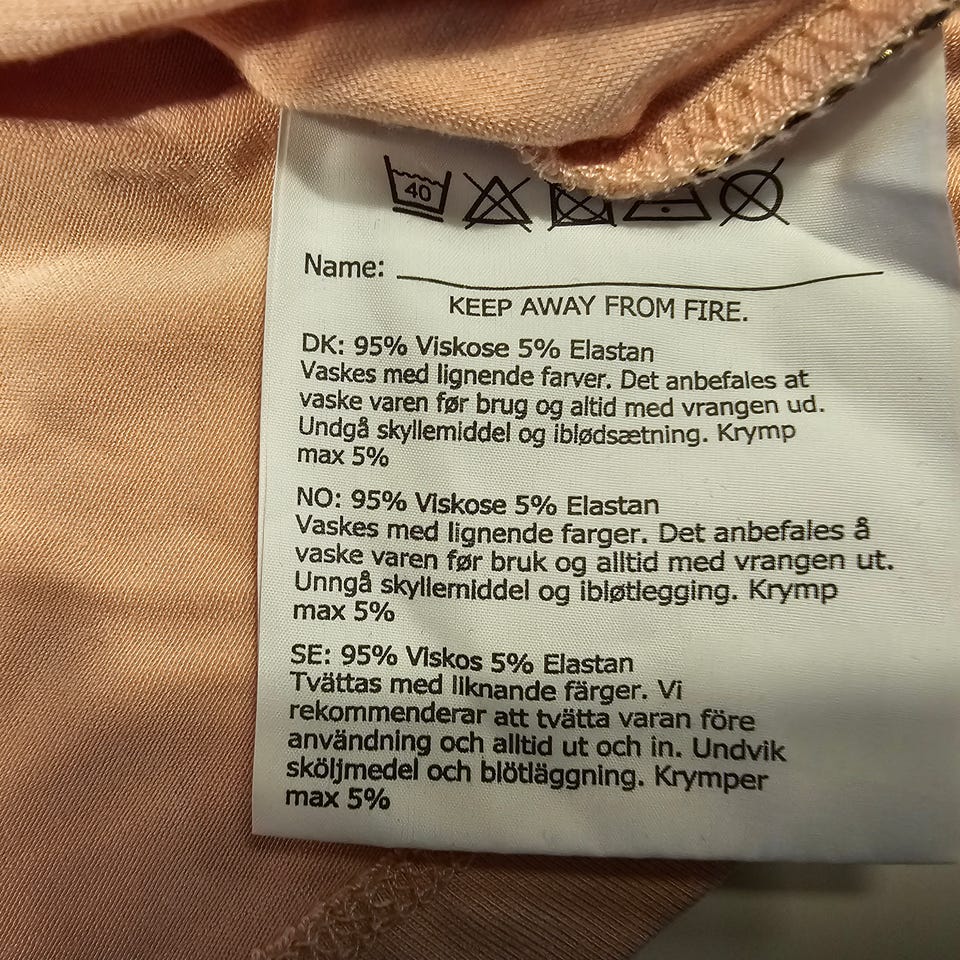 40
Name:
KEEP AWAY FROM FIRE.
DK: 95% Viskose 5% Elastan
Vaskes med lignende farver. Det anbefales at
vaske varen før brug og altid med vrangen ud.
Undgå skyllemiddel og iblødsætning. Krymp
max 5%
NO: 95% Viskose 5% Elastan
Vaskes med lignende farger. Det anbefales å
vaske varen før bruk og alltid med vrangen ut.
Unngå skyllemiddel og ibløtlegging. Krymp
max 5%
SE: 95% Viskos 5% Elastan
Tvättas med liknande färger. Vi
rekommenderar att tvätta varan före
användning och alltid ut och in. Undvik
sköljmedel och blötläggning. Krymper
max 5%